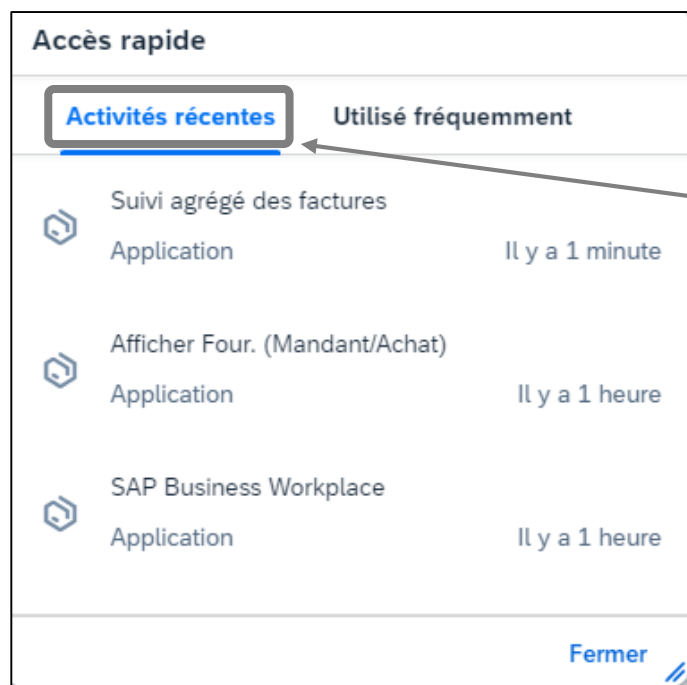 Accès rapide
Activités récentes Utilisé fréquemment
Suivi agrégé des factures
Application Il y a 1 minute
Afficher Four. (Mandant/Achat)
Application Il y a 1 heure
SAP Business Workplace
Application Il y a 1 heure
Fermer